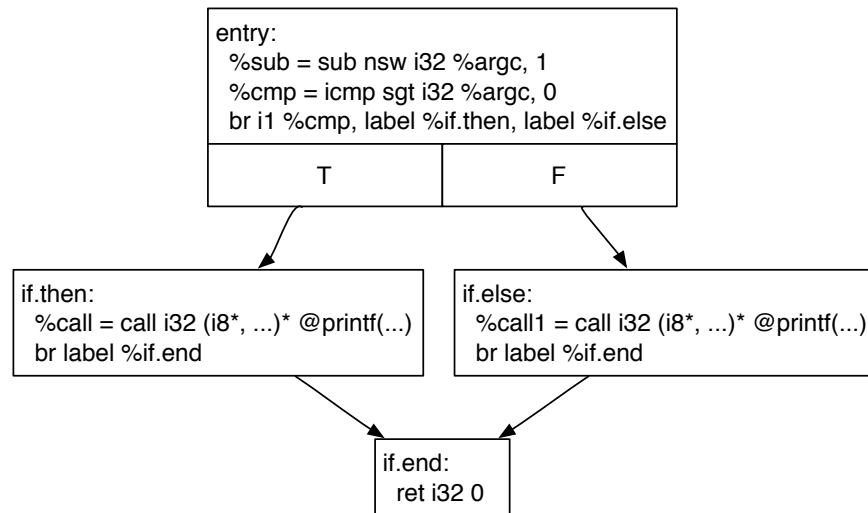 entry:
%sub = sub nsw i32 %argc, 1
%cmp = icmp sgt i32 %argc, 0
br i1 %cmp, label %if.then, label %if.else
T
F
if.then:
%call = call i32 (i8*, ...)* @printf(...)
br label %if.end
if.else:
%call1 = call i32 (i8*, ...)* @printf(...)
br label %if.end
if.end:
ret i32 0